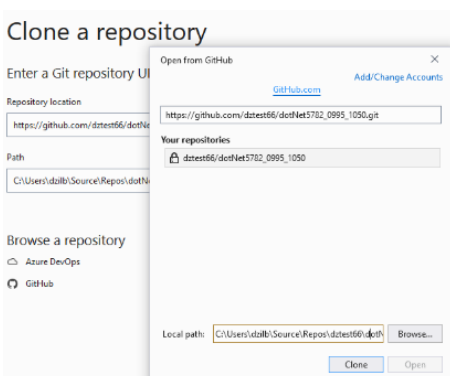 Clone a repository
Enter a Git repository U
Repository location
https://github.com/dztest66/dotNe
Path
C:\Users\dzilb\Source\Repos\dotN
Browse a repository
Azure DevOps
GitHub
Open from GitHub
Add/Change Accounts
GitHub.com
https://github.com/dztest66/dotNet5782_0995_1050.git
Your repositories
dztest66/dotNet5782_0995_1050
Local path: C:\Users\dzilb\Source\Repos\dztest66\dotN Browse...
Clone Open